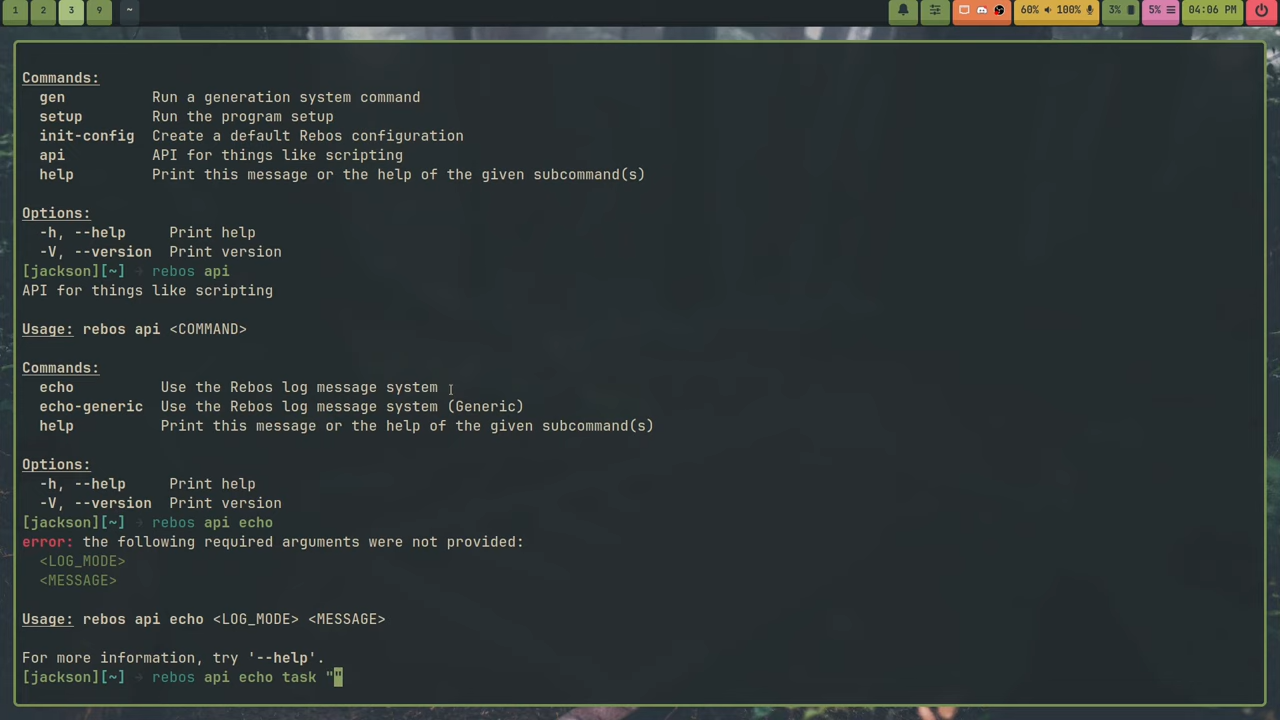 1 2 3 9 ~ 60% 100% 3% 5% 04:06 PM
Commands:
gen Run a generation system command
setup Run the program setup
init-config Create a default Rebos configuration
api API for things like scripting
help Print this message or the help of the given subcommand(s)
Options:
-h, --help Print help
-V, --version Print version
[jackson][~] → rebos api
API for things like scripting
Usage: rebos api <COMMAND>
Commands:
echo Use the Rebos log message system
echo-generic Use the Rebos log message system (Generic)
help Print this message or the help of the given subcommand(s)
Options:
-h, --help Print help
-V, --version Print version
[jackson][~] → rebos api echo
error: the following required arguments were not provided:
<LOG_MODE>
<MESSAGE>
Usage: rebos api echo <LOG_MODE> <MESSAGE>
For more information, try '--help'.
[jackson][~] → rebos api echo task ""